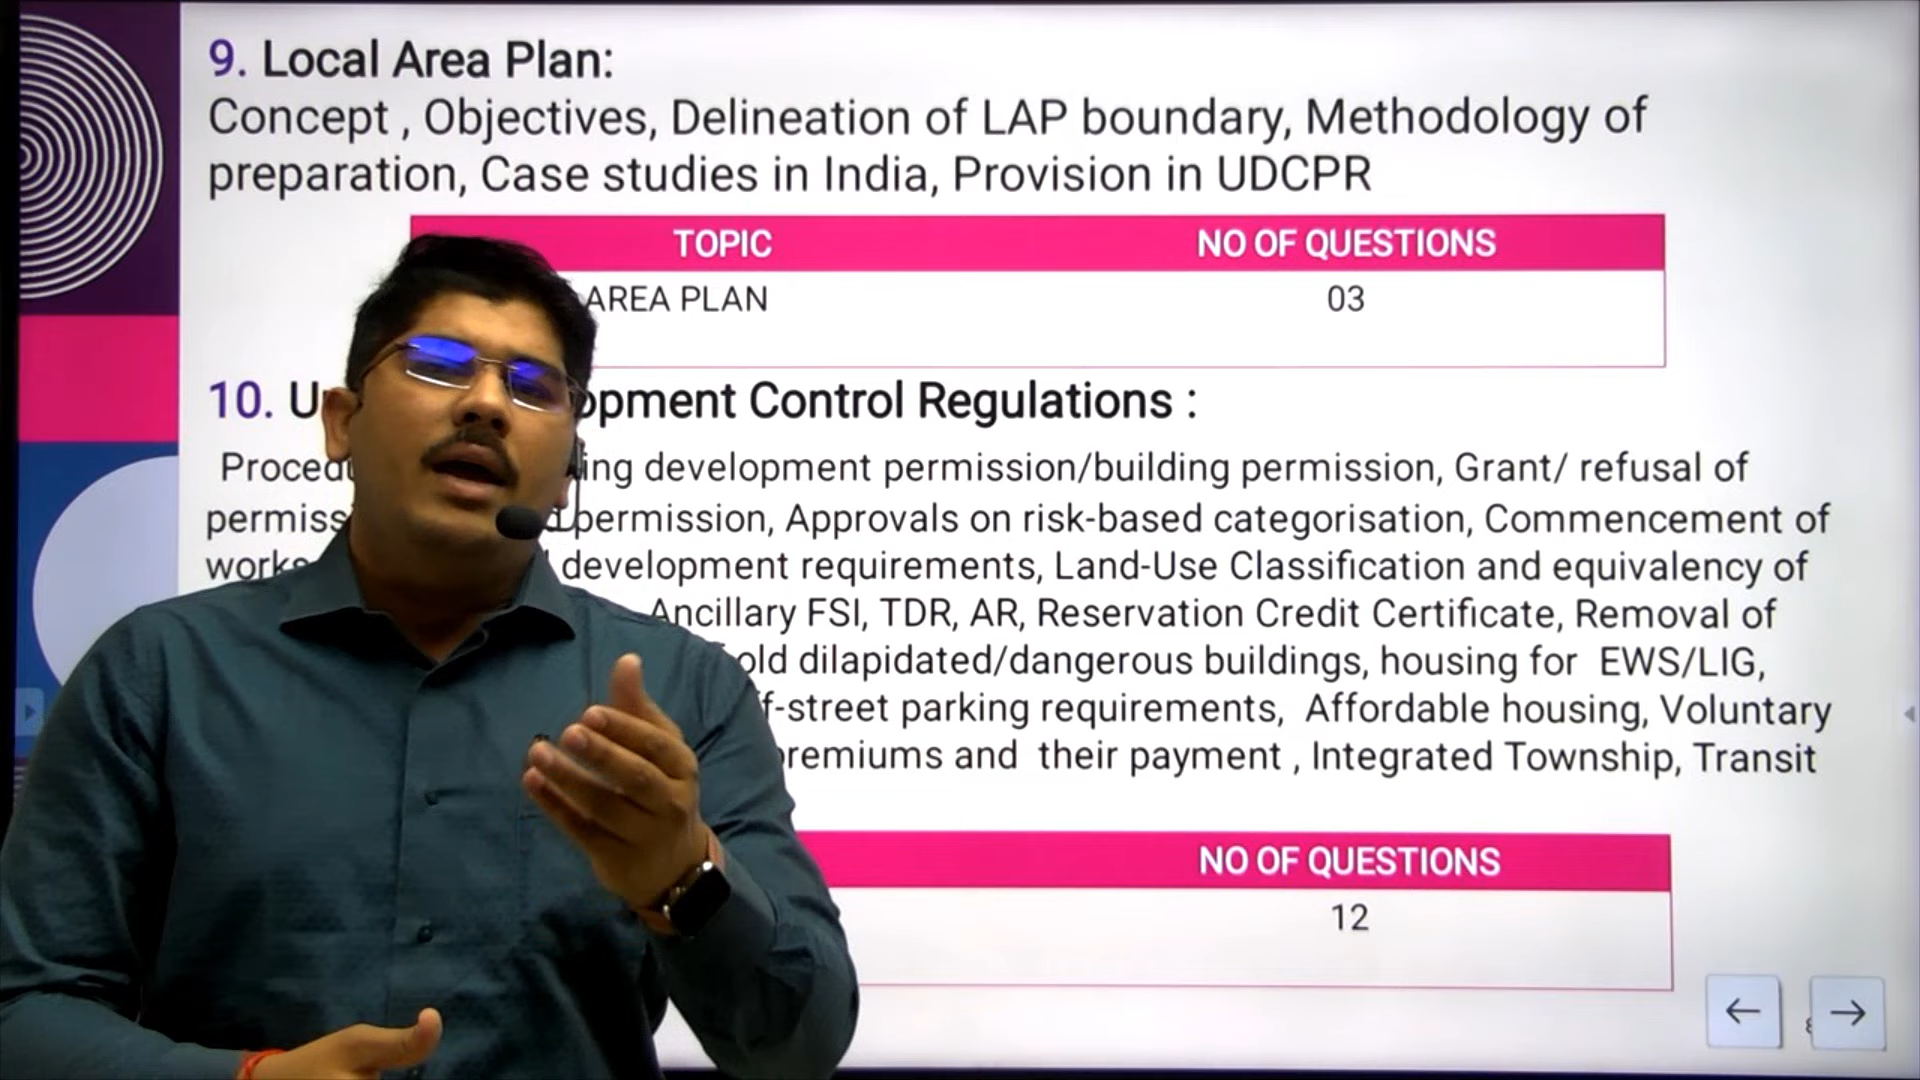 9. Local Area Plan:
Concept , Objectives, Delineation of LAP boundary, Methodology of
preparation, Case studies in India, Provision in UDCPR
TOPIC NO OF QUESTIONS
AREA PLAN 03
10. opment Control Regulations :
development permission/building permission, Grant/ refusal of
permission, Approvals on risk-based categorisation, Commencement of
development requirements, Land-Use Classification and equivalency of
Ancillary FSI, TDR, AR, Reservation Credit Certificate, Removal of
old dilapidated/dangerous buildings, housing for EWS/LIG,
f-street parking requirements, Affordable housing, Voluntary
premiums and their payment , Integrated Township, Transit
NO OF QUESTIONS
12